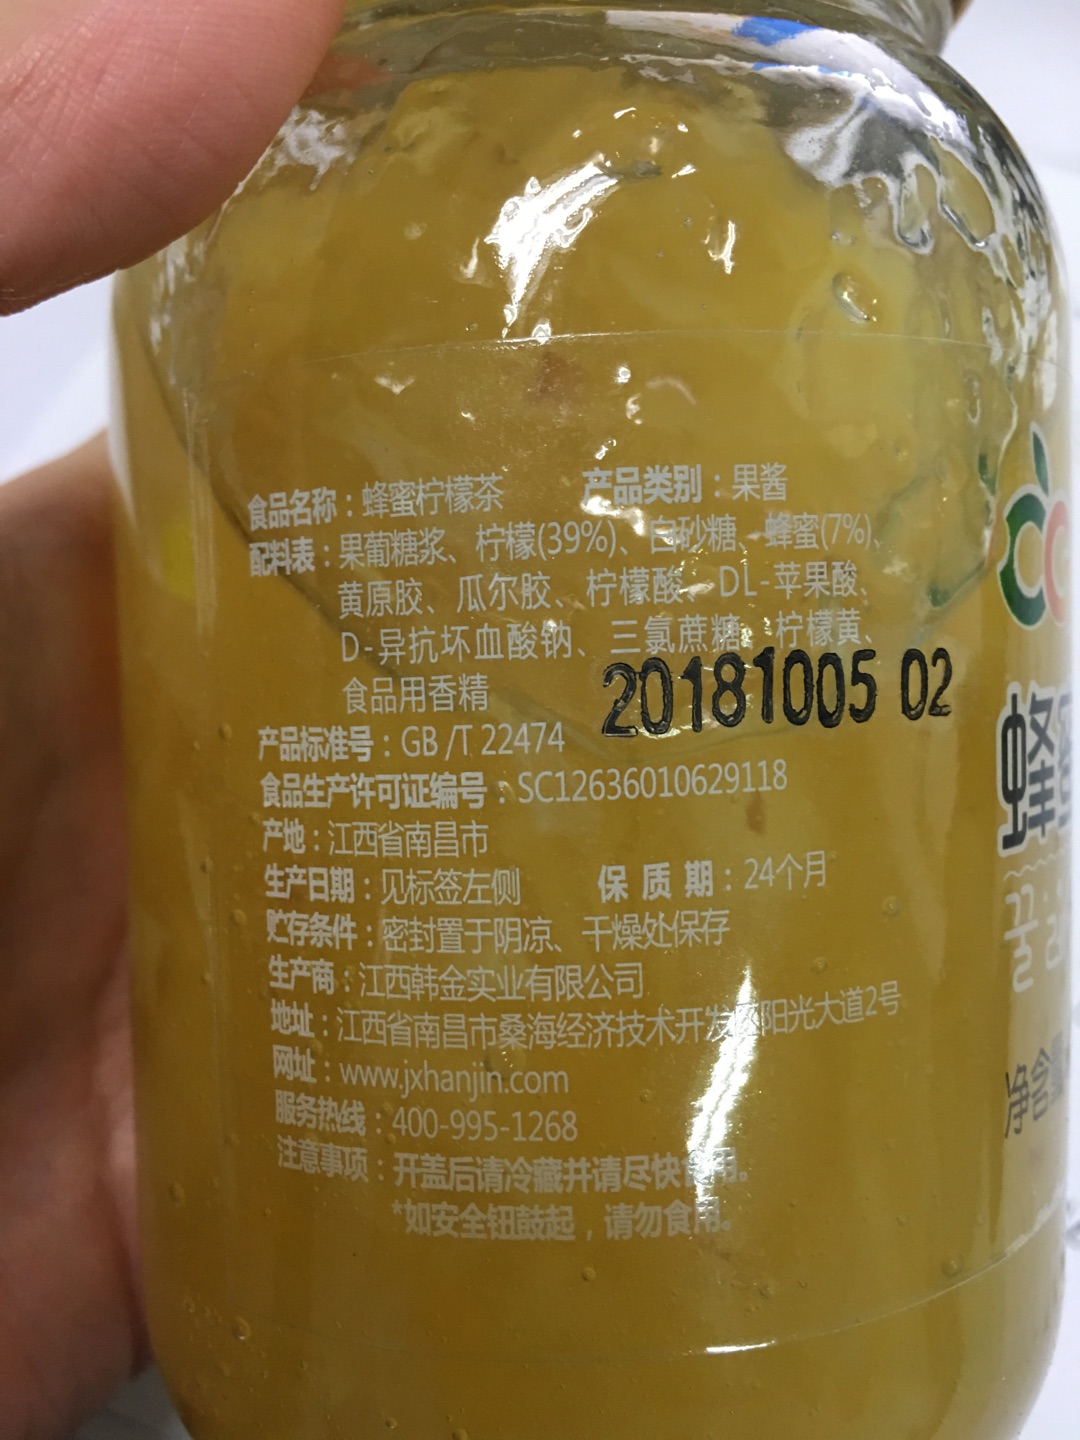 食品名称：蜂蜜柠檬茶 产品类别：果酱
配料表：果葡糖浆、柠檬(39%)、白砂糖、蜂蜜(7%)、
黄原胶、瓜尔胶、柠檬酸、DL-苹果酸、
D-异抗坏血酸钠、三氯蔗糖、柠檬黄、
食品用香精
20181005 02
产品标准号：GB /T 22474
食品生产许可证编号：SC12636010629118
产地：江西省南昌市
生产日期：见标签左侧 保 质 期：24个月
贮存条件：密封置于阴凉、干燥处保存
生产商：江西韩金实业有限公司
地址：江西省南昌市桑海经济技术开发区阳光大道2号
网址：www.jxhanjin.com
服务热线：400-995-1268
注意事项：开盖后请冷藏并请尽快食用。
*如安全钮鼓起，请勿食用。
蜂
꿀
净含